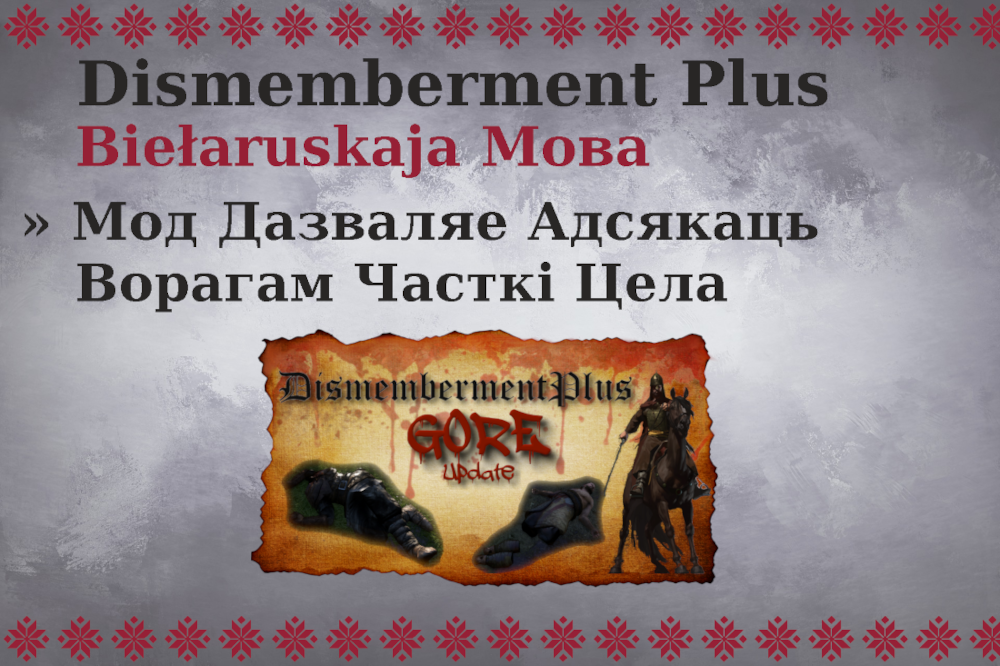 Dismemberment Plus
Biełaruskaja Мова
» Мод Дазваляе Адсякаць
Ворагам Часткі Цела
DismembermentPlus
GORE
Update